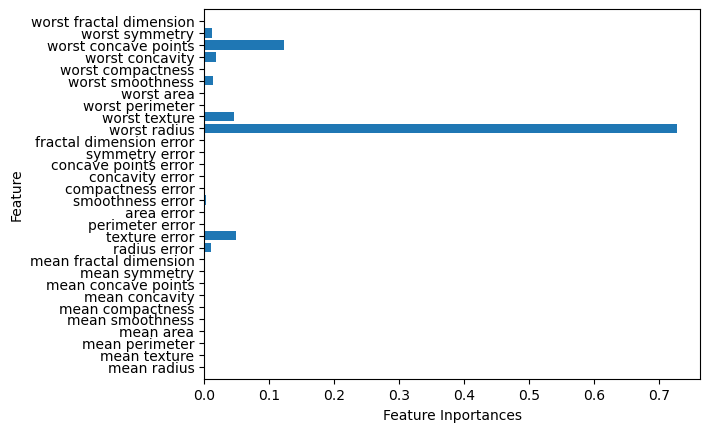 worst fractal dimension
worst symmetry
worst concave points
worst concavity
worst compactness
worst smoothness
worst area
worst perimeter
worst texture
worst radius
fractal dimension error
symmetry error
concave points error
concavity error
compactness error
smoothness error
area error
perimeter error
texture error
radius error
mean fractal dimension
mean symmetry
mean concave points
mean concavity
mean compactness
mean smoothness
mean area
mean perimeter
mean texture
mean radius
Feature
0.0 0.1 0.2 0.3 0.4 0.5 0.6 0.7
Feature Inportances